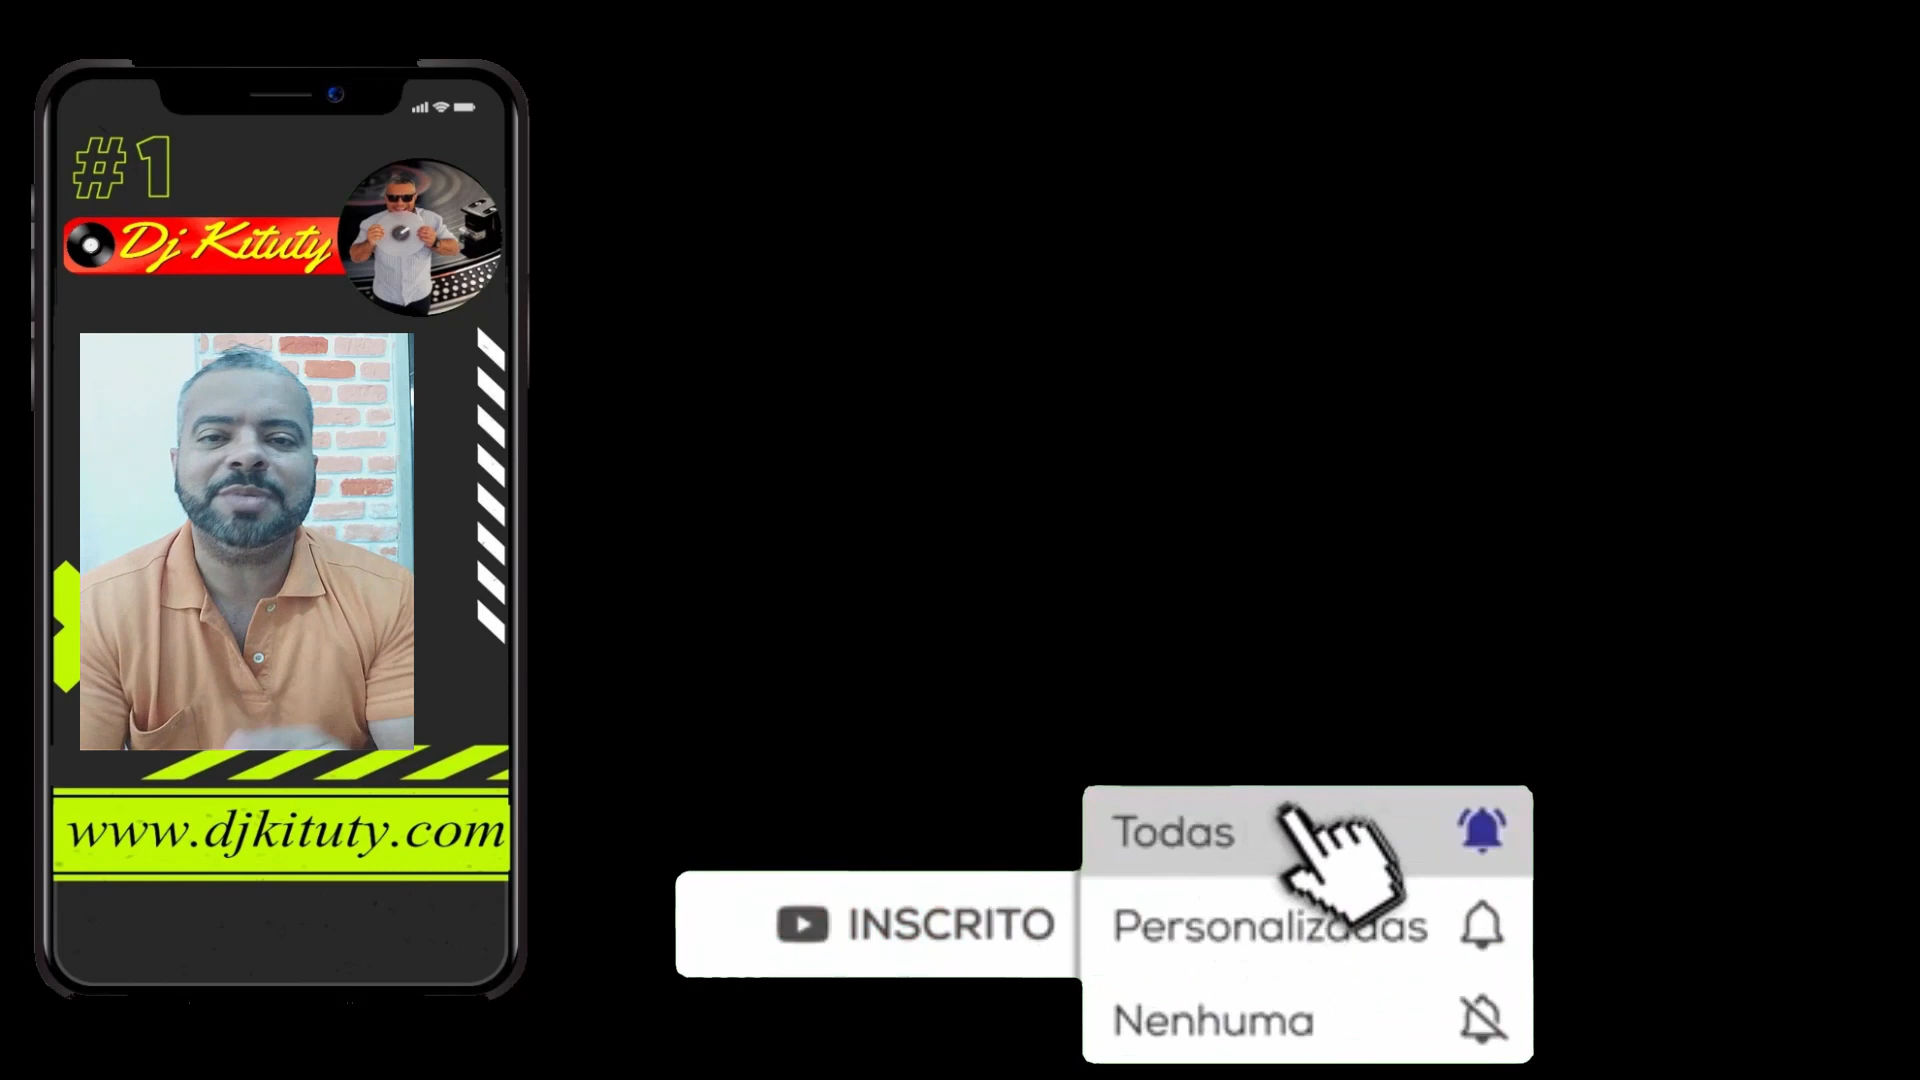 #1
Dj Kituty
www.djkituty.com
INSCRITO
Todas
Personalizadas
Nenhuma